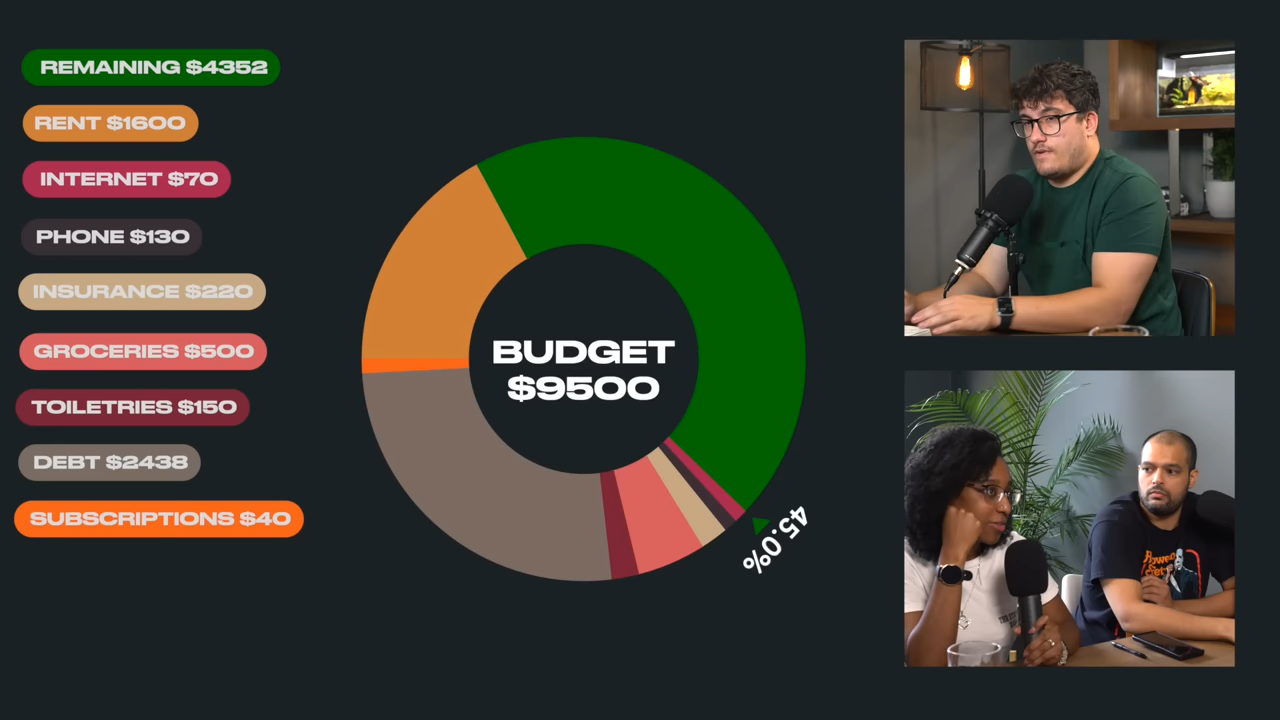 REMAINING $4352
RENT $1600
INTERNET $70
PHONE $130
INSURANCE $220
GROCERIES $500
TOILETRIES $150
DEBT $2438
SUBSCRIPTIONS $40
BUDGET
$9500
45.0%